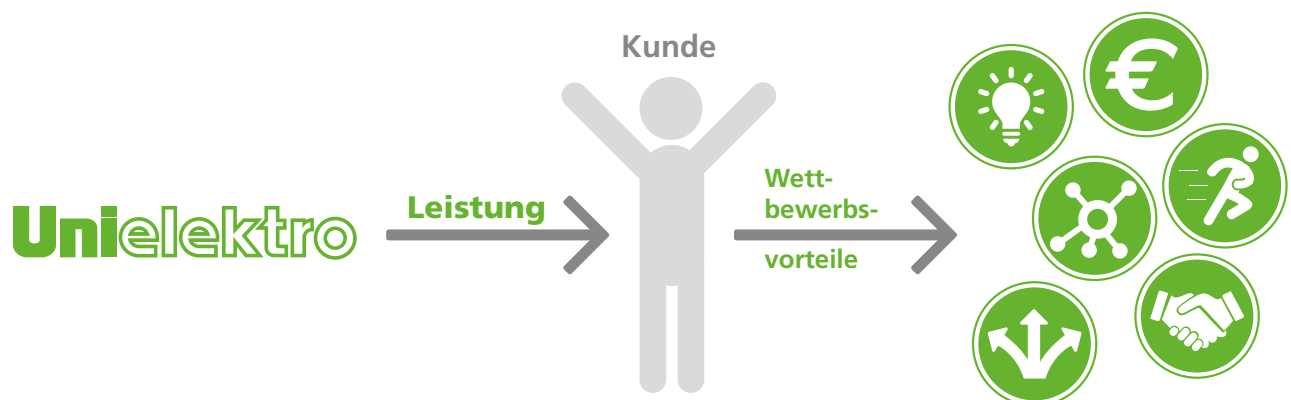 Kunde
Unielektro
Leistung
Wett-
bewerbs-
vorteile
€